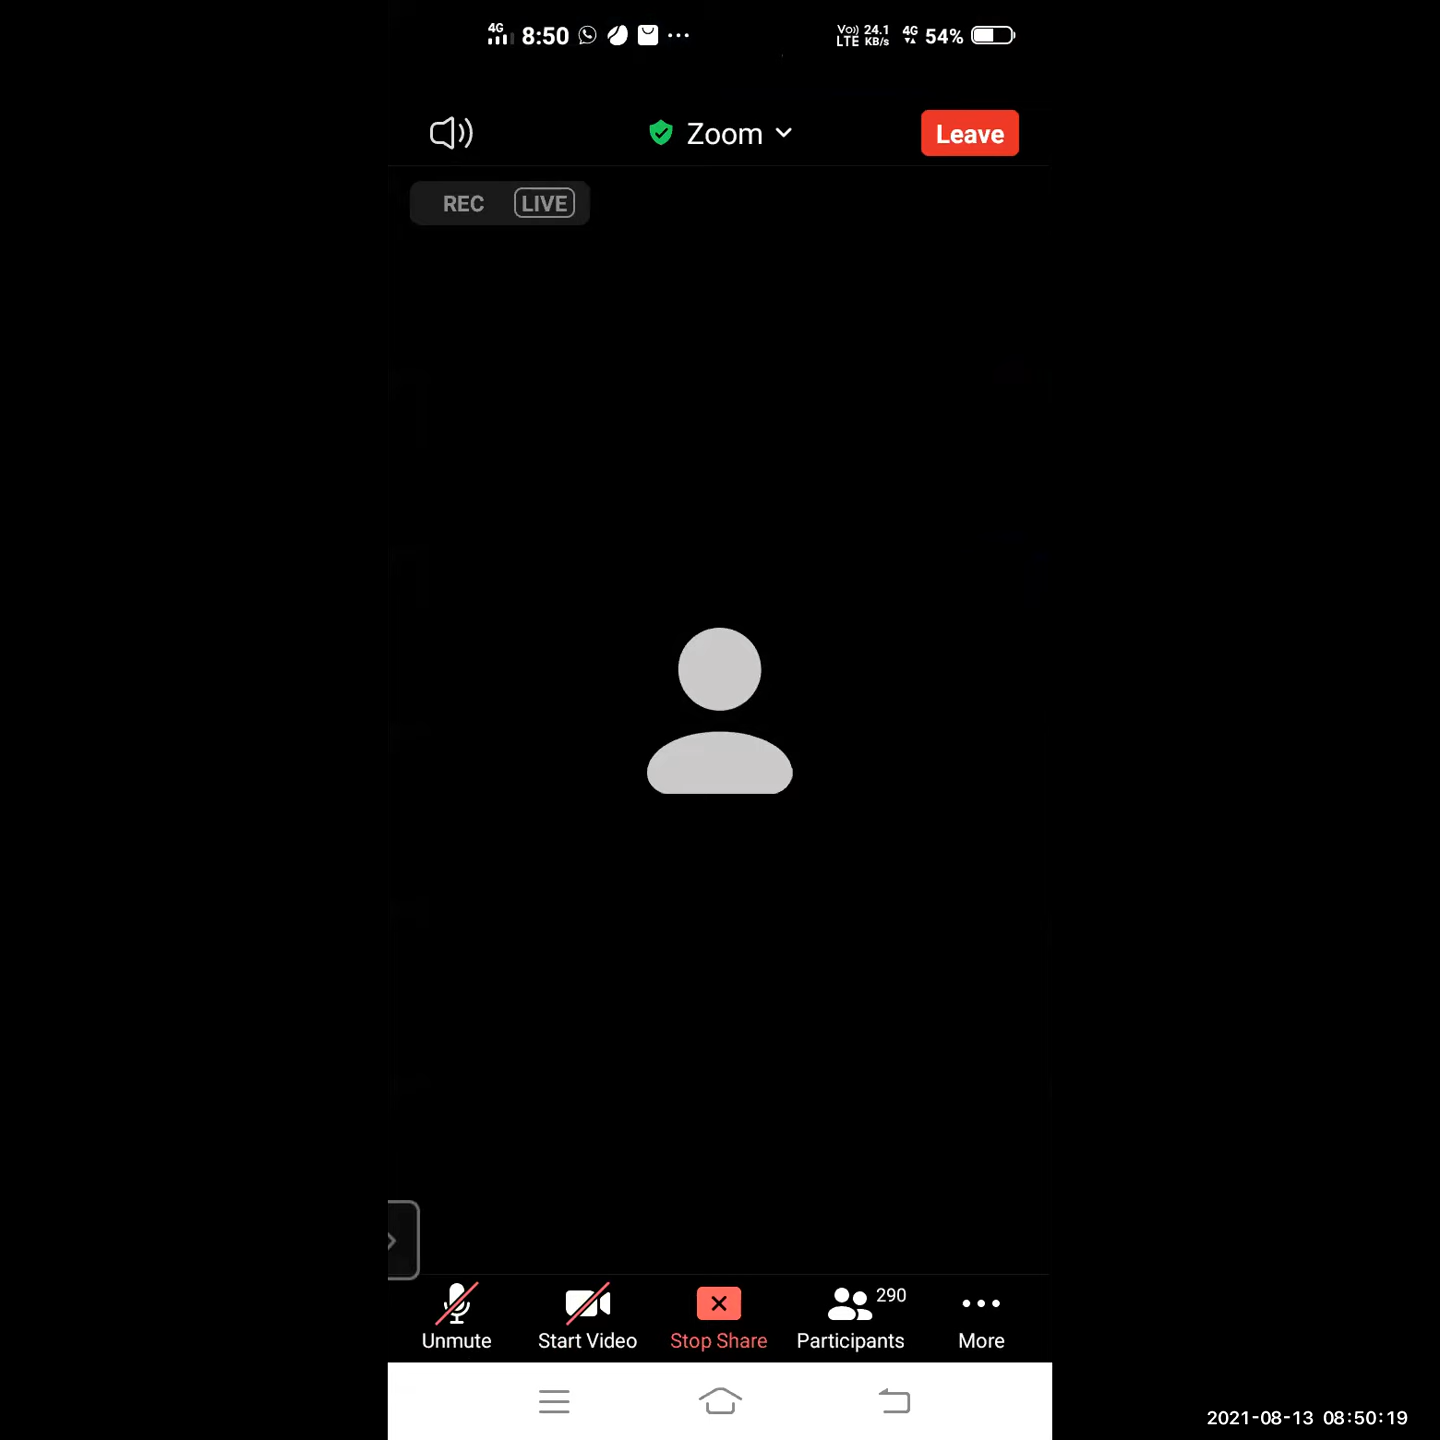 4G 8:50 ... Vo)) LTE 24.1 KB/s 4G 54%
Zoom Leave
REC LIVE
290
Unmute Start Video Stop Share Participants More
2021-08-13 08:50:19